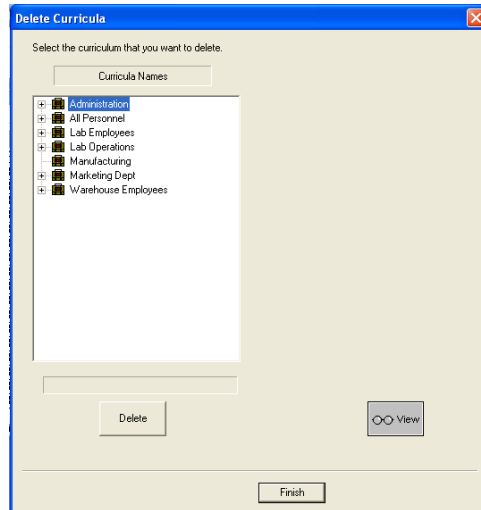 Delete Curricula
Select the curriculum that you want to delete.
Curricula Names
Administration
All Personnel
Lab Employees
Lab Operations
Manufacturing
Marketing Dept
Warehouse Employees
Delete
View
Finish